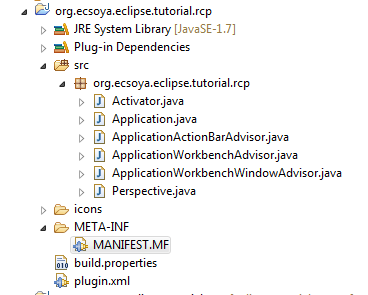 org.ecsoya.eclipse.tutorial.rcp
JRE System Library [JavaSE-1.7]
Plug-in Dependencies
src
org.ecsoya.eclipse.tutorial.rcp
Activator.java
Application.java
ApplicationActionBarAdvisor.java
ApplicationWorkbenchAdvisor.java
ApplicationWorkbenchWindowAdvisor.java
Perspective.java
icons
META-INF
MANIFEST.MF
build.properties
plugin.xml